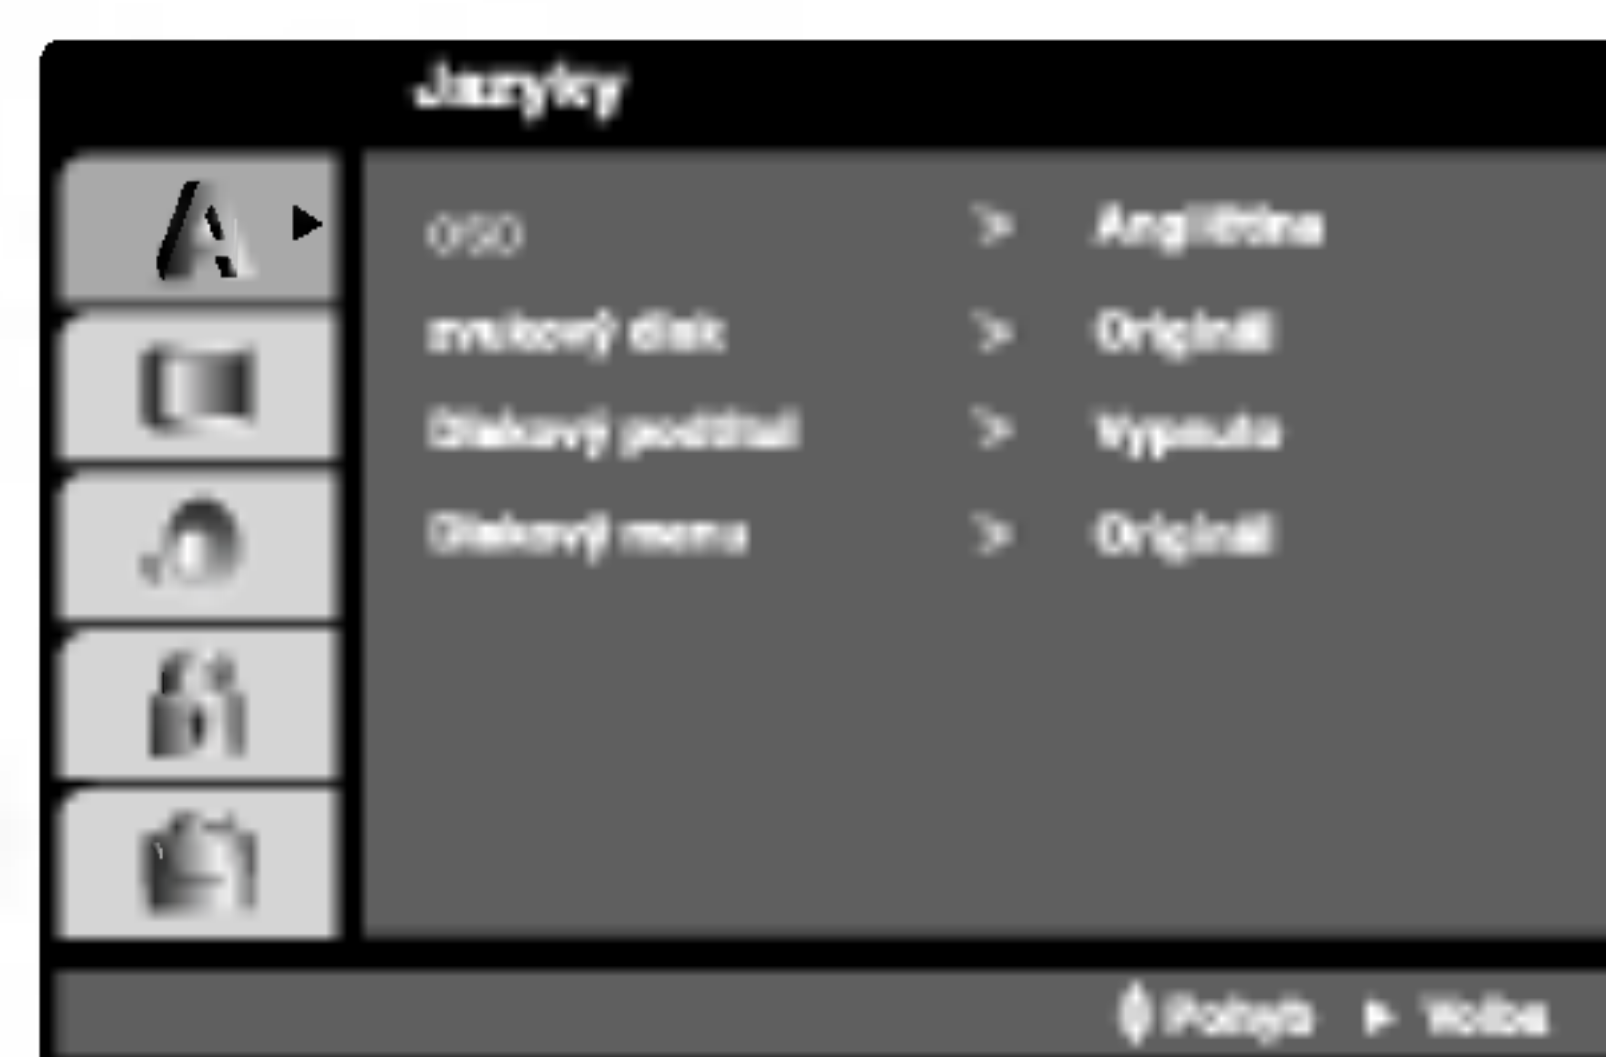 Jazyky
OSD > Angličtina
zvukový disk > Originál
Diskový podtitul > Vypnuto
Diskový menu > Originál
Pohyb Volba